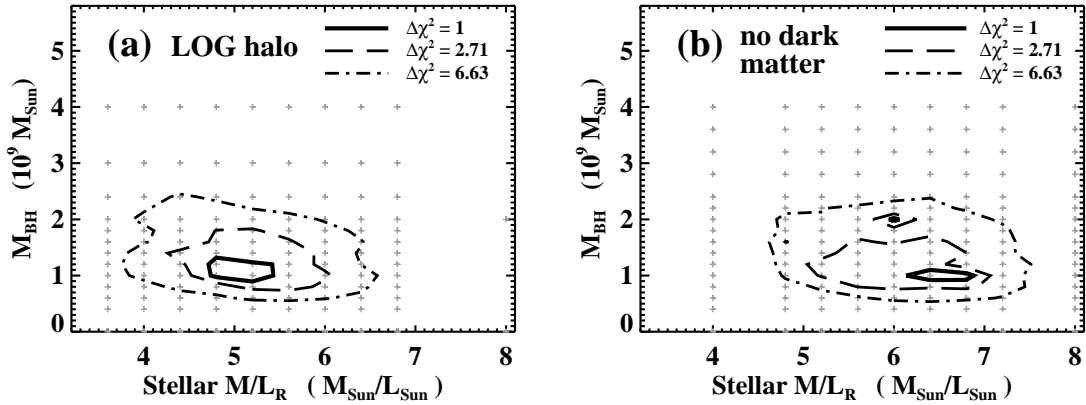 (a) LOG halo
Δχ² = 1
Δχ² = 2.71
Δχ² = 6.63
M_BH (10⁹ M_Sun)
5
4
3
2
1
0
4 5 6 7 8
Stellar M/L_R ( M_Sun/L_Sun)
(b) no dark
matter
Δχ² = 1
Δχ² = 2.71
Δχ² = 6.63
M_BH (10⁹ M_Sun)
5
4
3
2
1
0
4 5 6 7 8
Stellar M/L_R ( M_Sun/L_Sun)